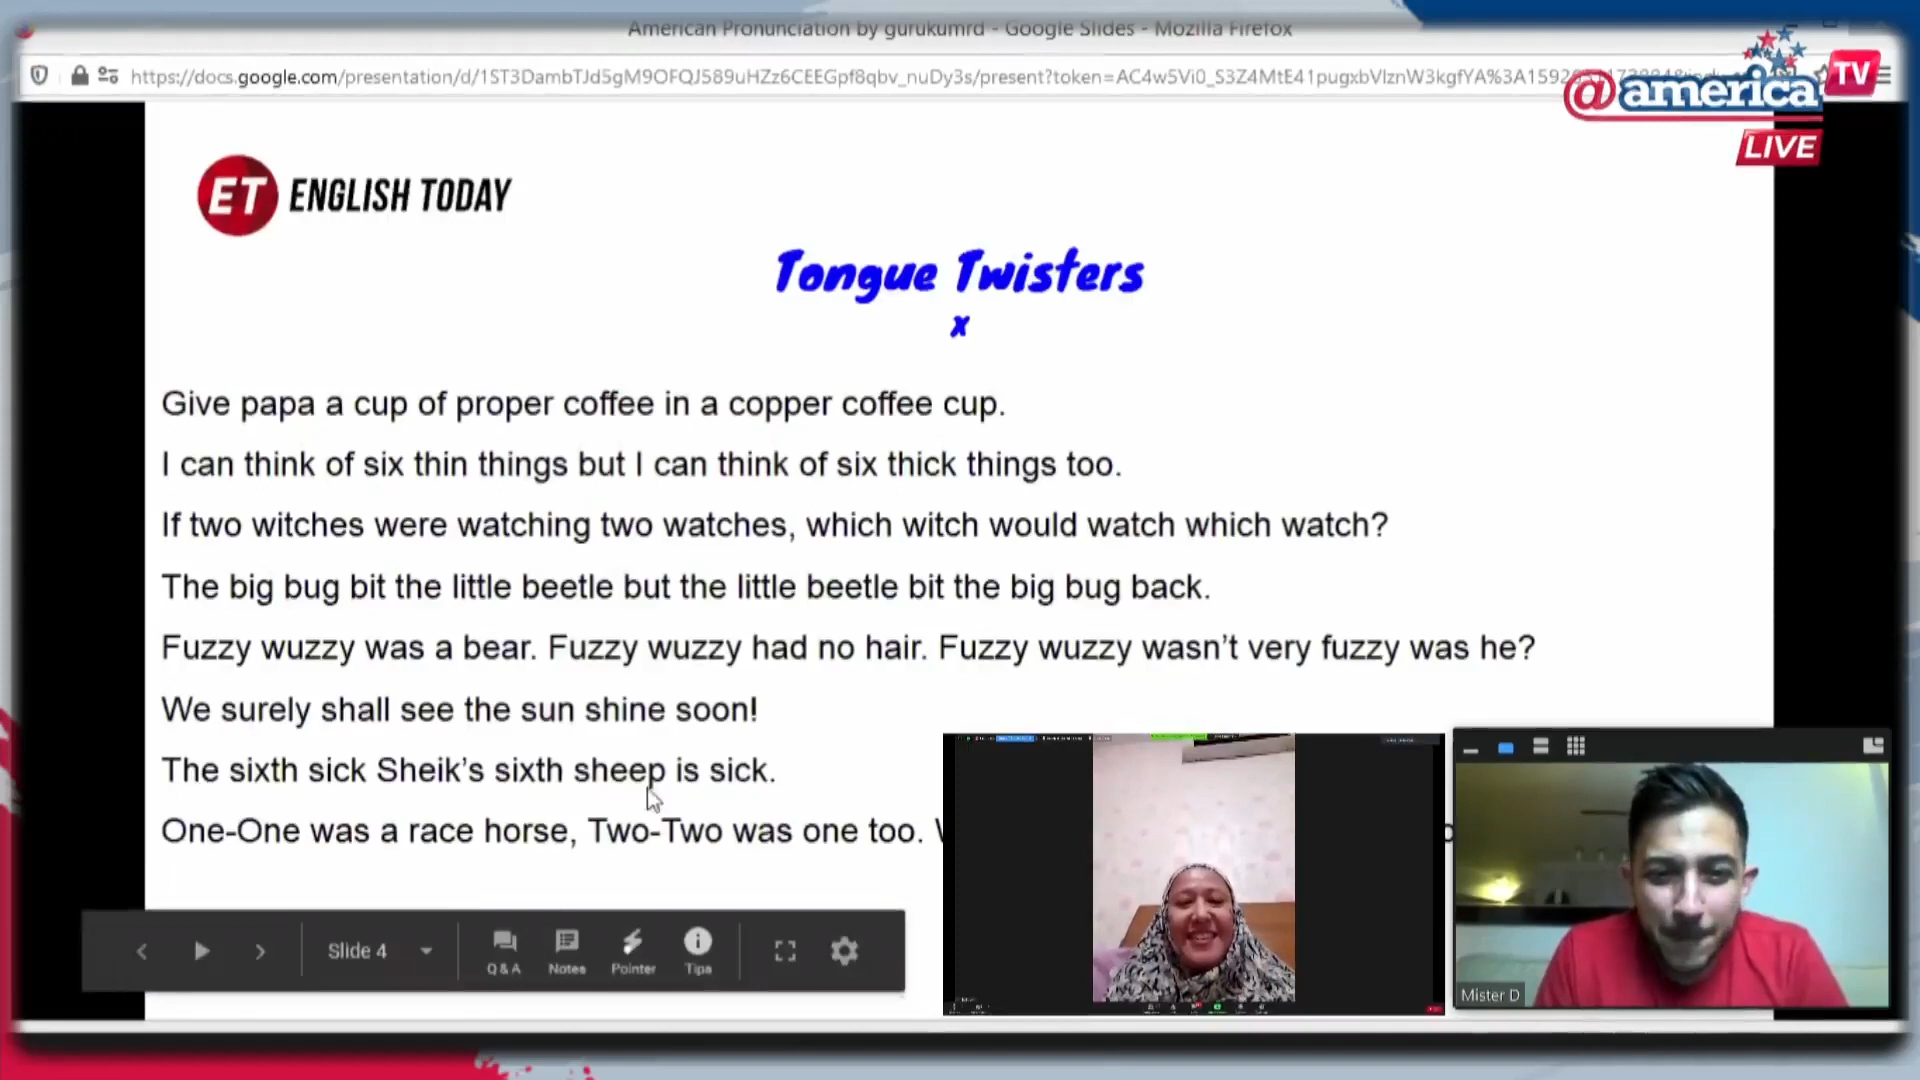 American Pronunciation by gurukumrd - Google Slides - Mozilla Firefox
@america TV
LIVE
ET ENGLISH TODAY
Tongue Twisters
x
Give papa a cup of proper coffee in a copper coffee cup.
I can think of six thin things but I can think of six thick things too.
If two witches were watching two watches, which witch would watch which watch?
The big bug bit the little beetle but the little beetle bit the big bug back.
Fuzzy wuzzy was a bear. Fuzzy wuzzy had no hair. Fuzzy wuzzy wasn't very fuzzy was he?
We surely shall see the sun shine soon!
The sixth sick Sheik's sixth sheep is sick.
One-One was a race horse, Two-Two was one too.
Slide 4
Q & A Notes Pointer Tips
Mister D